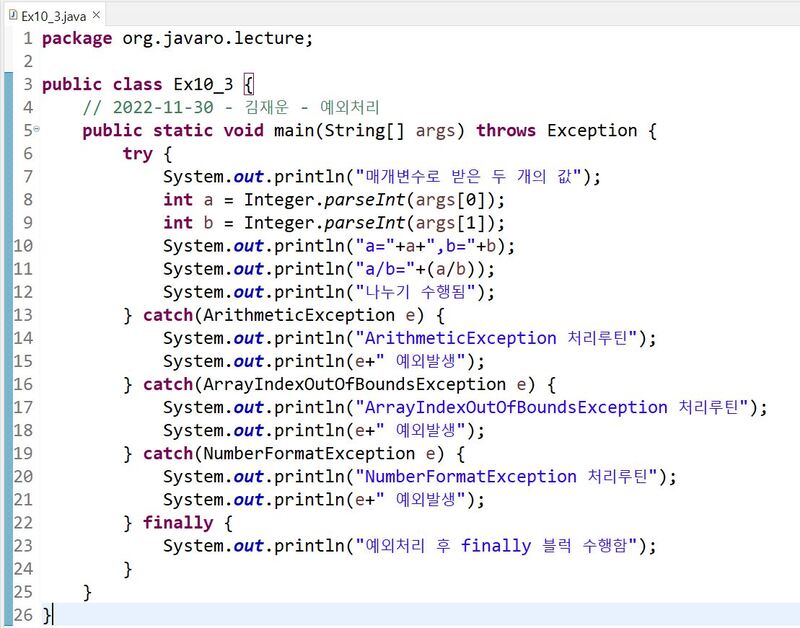 Ex10_3.java
1 package org.javaro.lecture;
2
3 public class Ex10_3 {
4     // 2022-11-30 - 김재운 - 예외처리
5     public static void main(String[] args) throws Exception {
6         try {
7             System.out.println("매개변수로 받은 두 개의 값");
8             int a = Integer.parseInt(args[0]);
9             int b = Integer.parseInt(args[1]);
10             System.out.println("a="+a+",b="+b);
11             System.out.println("a/b="+(a/b));
12             System.out.println("나누기 수행됨");
13         } catch(ArithmeticException e) {
14             System.out.println("ArithmeticException 처리루틴");
15             System.out.println(e+" 예외발생");
16         } catch(ArrayIndexOutOfBoundsException e) {
17             System.out.println("ArrayIndexOutOfBoundsException 처리루틴");
18             System.out.println(e+" 예외발생");
19         } catch(NumberFormatException e) {
20             System.out.println("NumberFormatException 처리루틴");
21             System.out.println(e+" 예외발생");
22         } finally {
23             System.out.println("예외처리 후 finally 블럭 수행함");
24         }
25     }
26 }